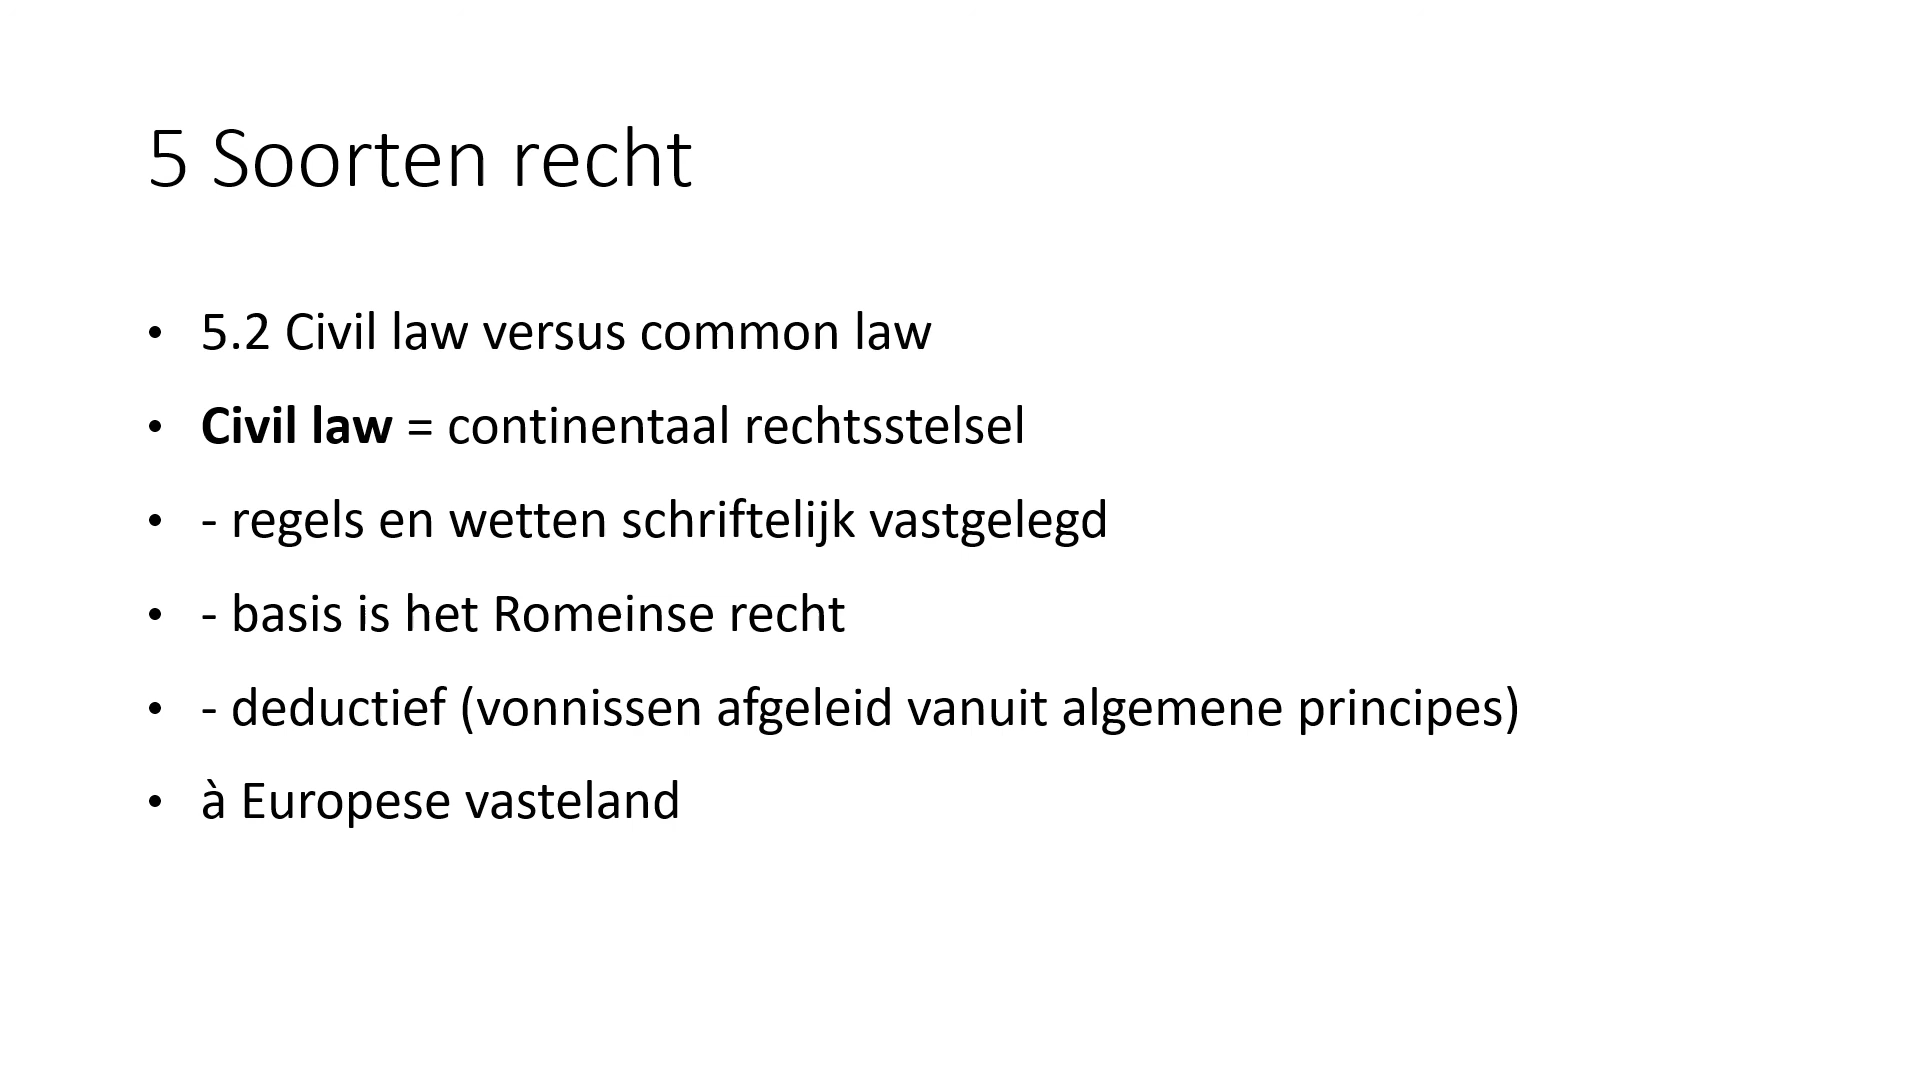 5 Soorten recht
• 5.2 Civil law versus common law
• Civil law = continentaal rechtsstelsel
• - regels en wetten schriftelijk vastgelegd
• - basis is het Romeinse recht
• - deductief (vonnissen afgeleid vanuit algemene principes)
• à Europese vasteland